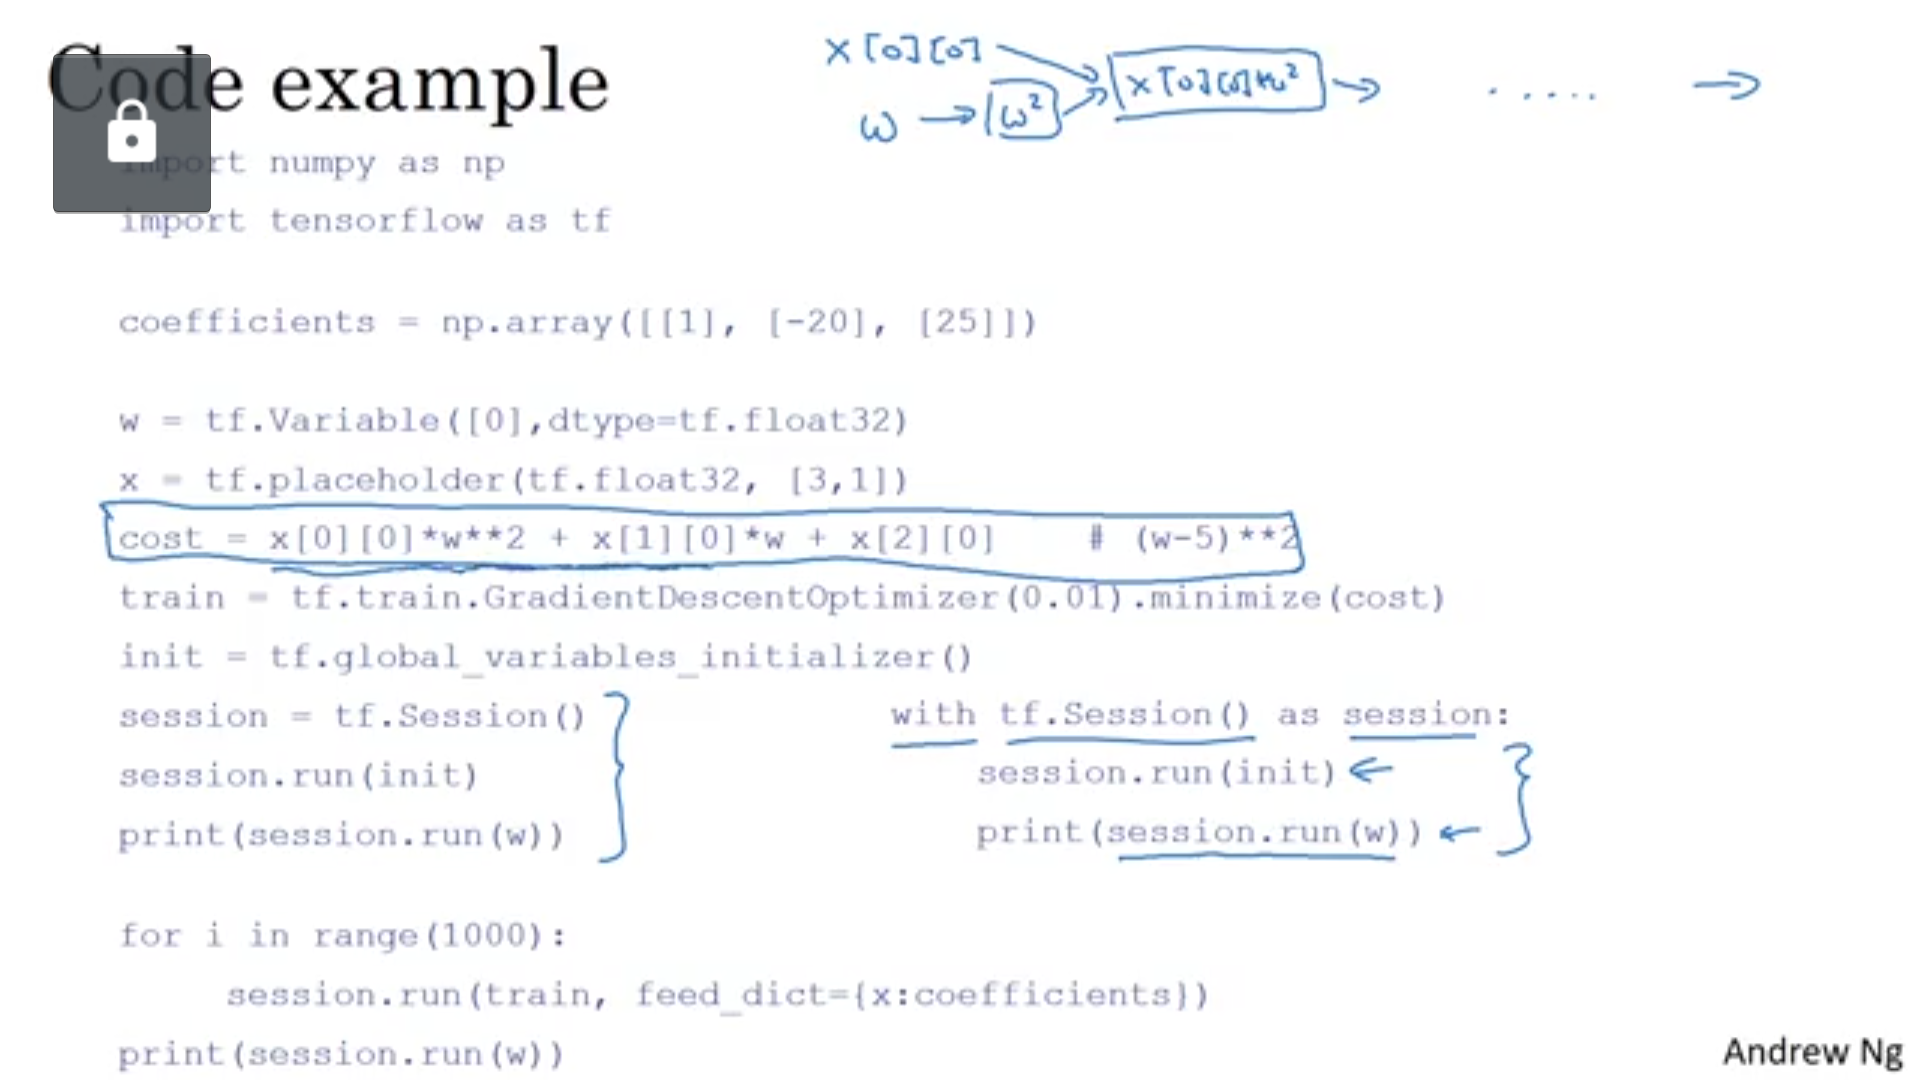 Code example
x[0][0]
w → w² x[0][0]*w² → ..... →
import numpy as np
import tensorflow as tf
coefficients = np.array([[1], [-20], [25]])
w = tf.Variable([0],dtype=tf.float32)
x = tf.placeholder(tf.float32, [3,1])
cost = x[0][0]*w**2 + x[1][0]*w + x[2][0] # (w-5)**2
train = tf.train.GradientDescentOptimizer(0.01).minimize(cost)
init = tf.global_variables_initializer()
session = tf.Session()
session.run(init)
print(session.run(w))
with tf.Session() as session:
session.run(init)
print(session.run(w))
for i in range(1000):
session.run(train, feed_dict={x:coefficients})
print(session.run(w))
Andrew Ng